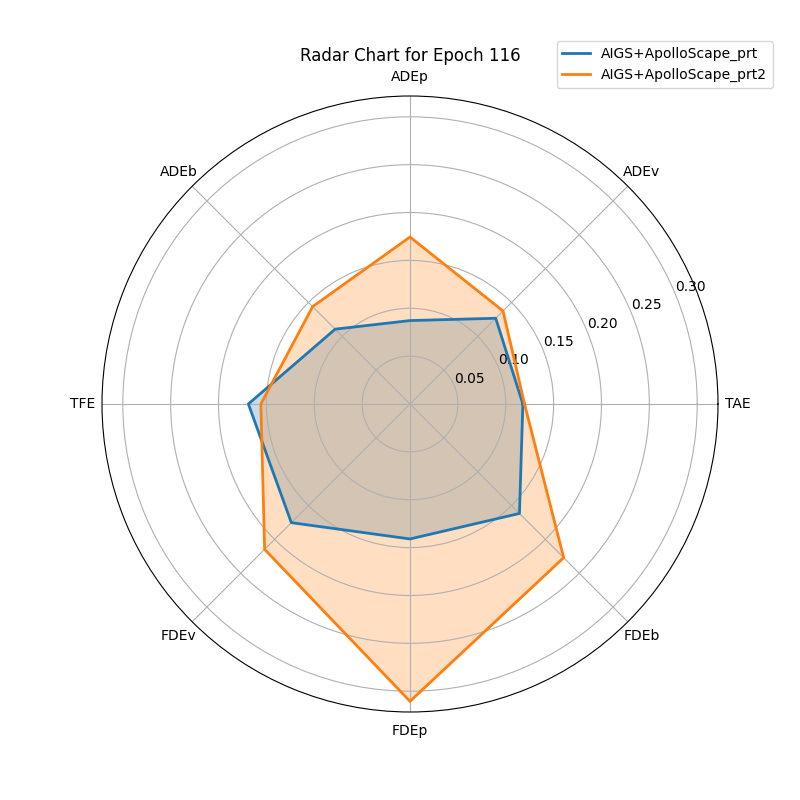 Radar Chart for Epoch 116
AIGS+ApolloScape_prt
AIGS+ApolloScape_prt2
ADEp
ADEb
ADEv
0.30
0.25
0.20
0.15
0.10
0.05
TFE
TAE
FDEv
FDEb
FDEp